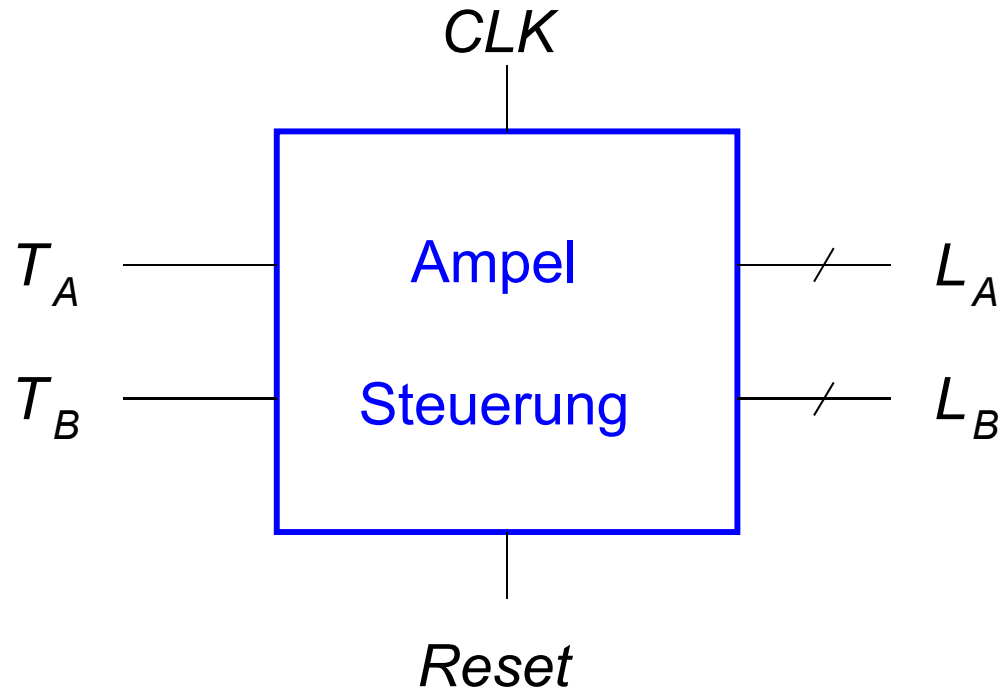 CLK
T_A
Ampel
L_A
T_B
Steuerung
L_B
Reset